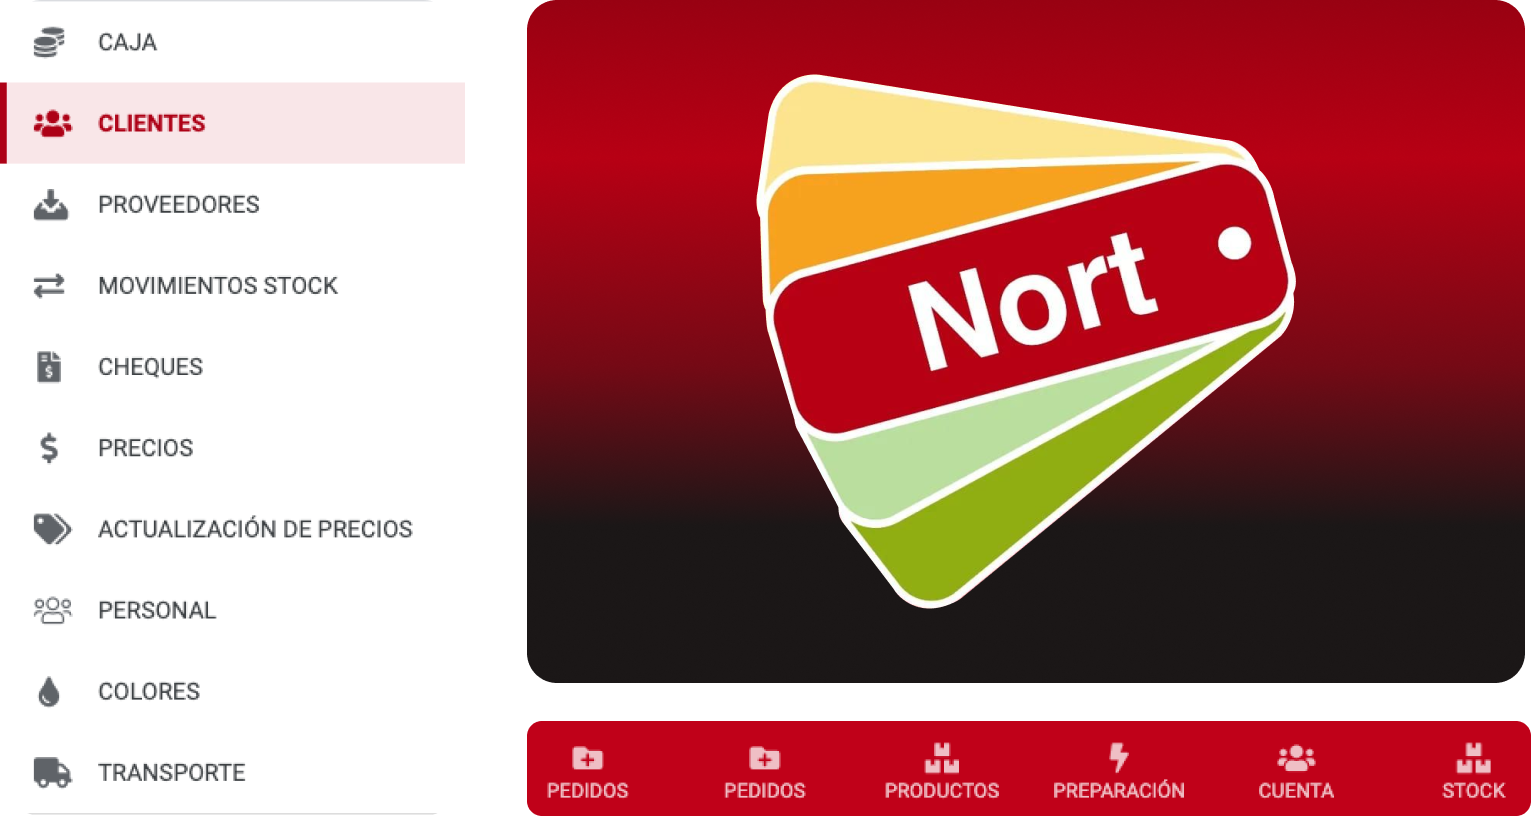 CAJA
CLIENTES
PROVEEDORES
MOVIMIENTOS STOCK
CHEQUES
PRECIOS
ACTUALIZACIÓN DE PRECIOS
PERSONAL
COLORES
TRANSPORTE
Nort
PEDIDOS
PEDIDOS
PRODUCTOS
PREPARACIÓN
CUENTA
STOCK